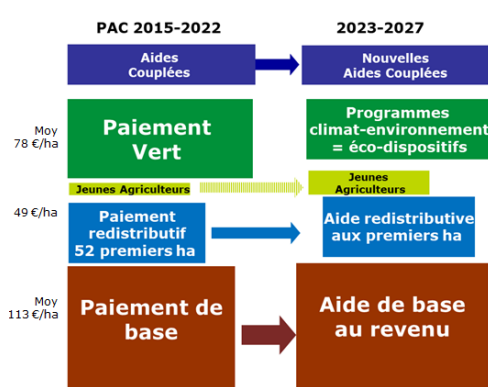 PAC 2015-2022
2023-2027
Aides
Couplées
Nouvelles
Aides Couplées
Moy
78 €/ha
Paiement
Vert
Programmes
climat-environnement
= éco-dispositifs
Jeunes Agriculteurs
Jeunes
Agriculteurs
49 €/ha
Paiement
redistributif
52 premiers ha
Aide redistributive
aux premiers ha
Moy
113 €/ha
Paiement de
base
Aide de base
au revenu